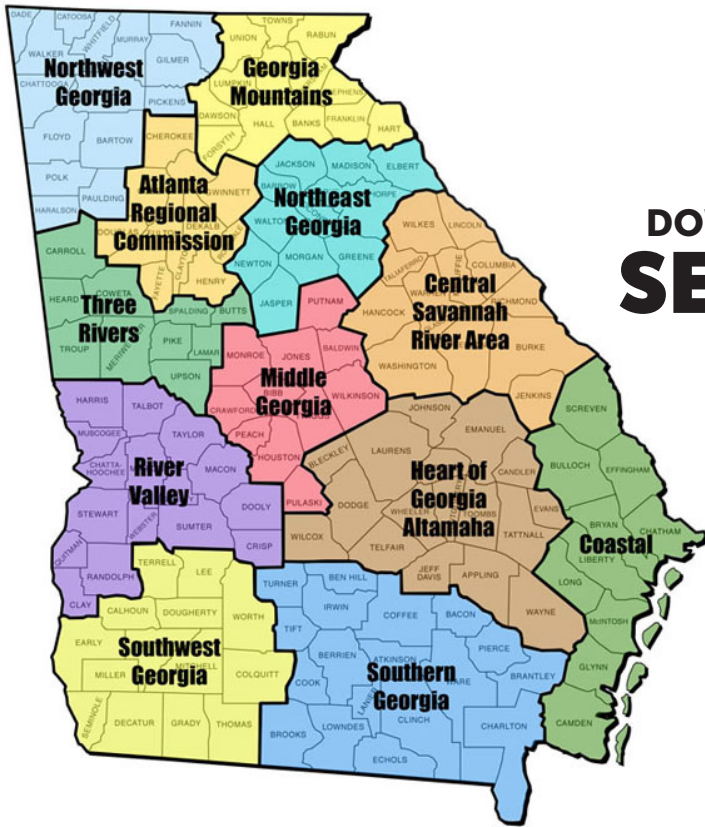 DADE
CATOOSA
WHITFIELD
MURRAY
FANNIN
WALKER
GILMER
CHATTOOGA
Northwest
Georgia
PICKENS
FLOYD
BARTOW
POLK
PAULDING
HARALSON
TOWNS
UNION
RABUN
Georgia
Mountains
LUMPKIN
DAWSON
HALL
BANKS
FRANKLIN
HART
FORSYTH
CHEROKEE
GWINNETT
Atlanta
Regional
Commission
DOUGLAS
DEKALB
CLAYTON
FAYETTE
HENRY
JACKSON
MADISON
ELBERT
BARROW
Northeast
Georgia
WALTON
NEWTON
MORGAN
GREENE
JASPER
DO
SE
WILKES
LINCOLN
TALIAFERRO
COLUMBIA
WARREN
RICHMOND
Central
Savannah
River Area
HANCOCK
BURKE
WASHINGTON
JENKINS
CARROLL
HEARD
COWETA
Three
Rivers
SPALDING
BUTTS
TROUP
MERIWETHER
PIKE
LAMAR
UPSON
PUTNAM
MONROE
JONES
BALDWIN
Middle
Georgia
BIBB
CRAWFORD
WILKINSON
PEACH
HOUSTON
PULASKI
HARRIS
TALBOT
MUSCOGEE
TAYLOR
CHATTA-
HOOCHEE
River
Valley
MACON
STEWART
WEBSTER
SUMTER
DOOLY
CRISP
QUITMAN
RANDOLPH
CLAY
JOHNSON
EMANUEL
BLECKLEY
LAURENS
Heart of
Georgia
Altamaha
CANDLER
DODGE
WHEELER
TOOMBS
EVANS
TATTNALL
WILCOX
TELFAIR
JEFF
DAVIS
APPLING
WAYNE
SCREVEN
BULLOCH
EFFINGHAM
BRYAN
CHATHAM
Coastal
LIBERTY
LONG
McINTOSH
GLYNN
CAMDEN
TERRELL
LEE
CALHOUN
DOUGHERTY
WORTH
EARLY
Southwest
Georgia
MITCHELL
MILLER
COLQUITT
SEMINOLE
DECATUR
GRADY
THOMAS
TURNER
BEN HILL
IRWIN
TIFT
COFFEE
BACON
PIERCE
BERRIEN
ATKINSON
WARE
BRANTLEY
Southern
Georgia
COOK
LANIER
CLINCH
CHARLTON
BROOKS
LOWNDES
ECHOLS